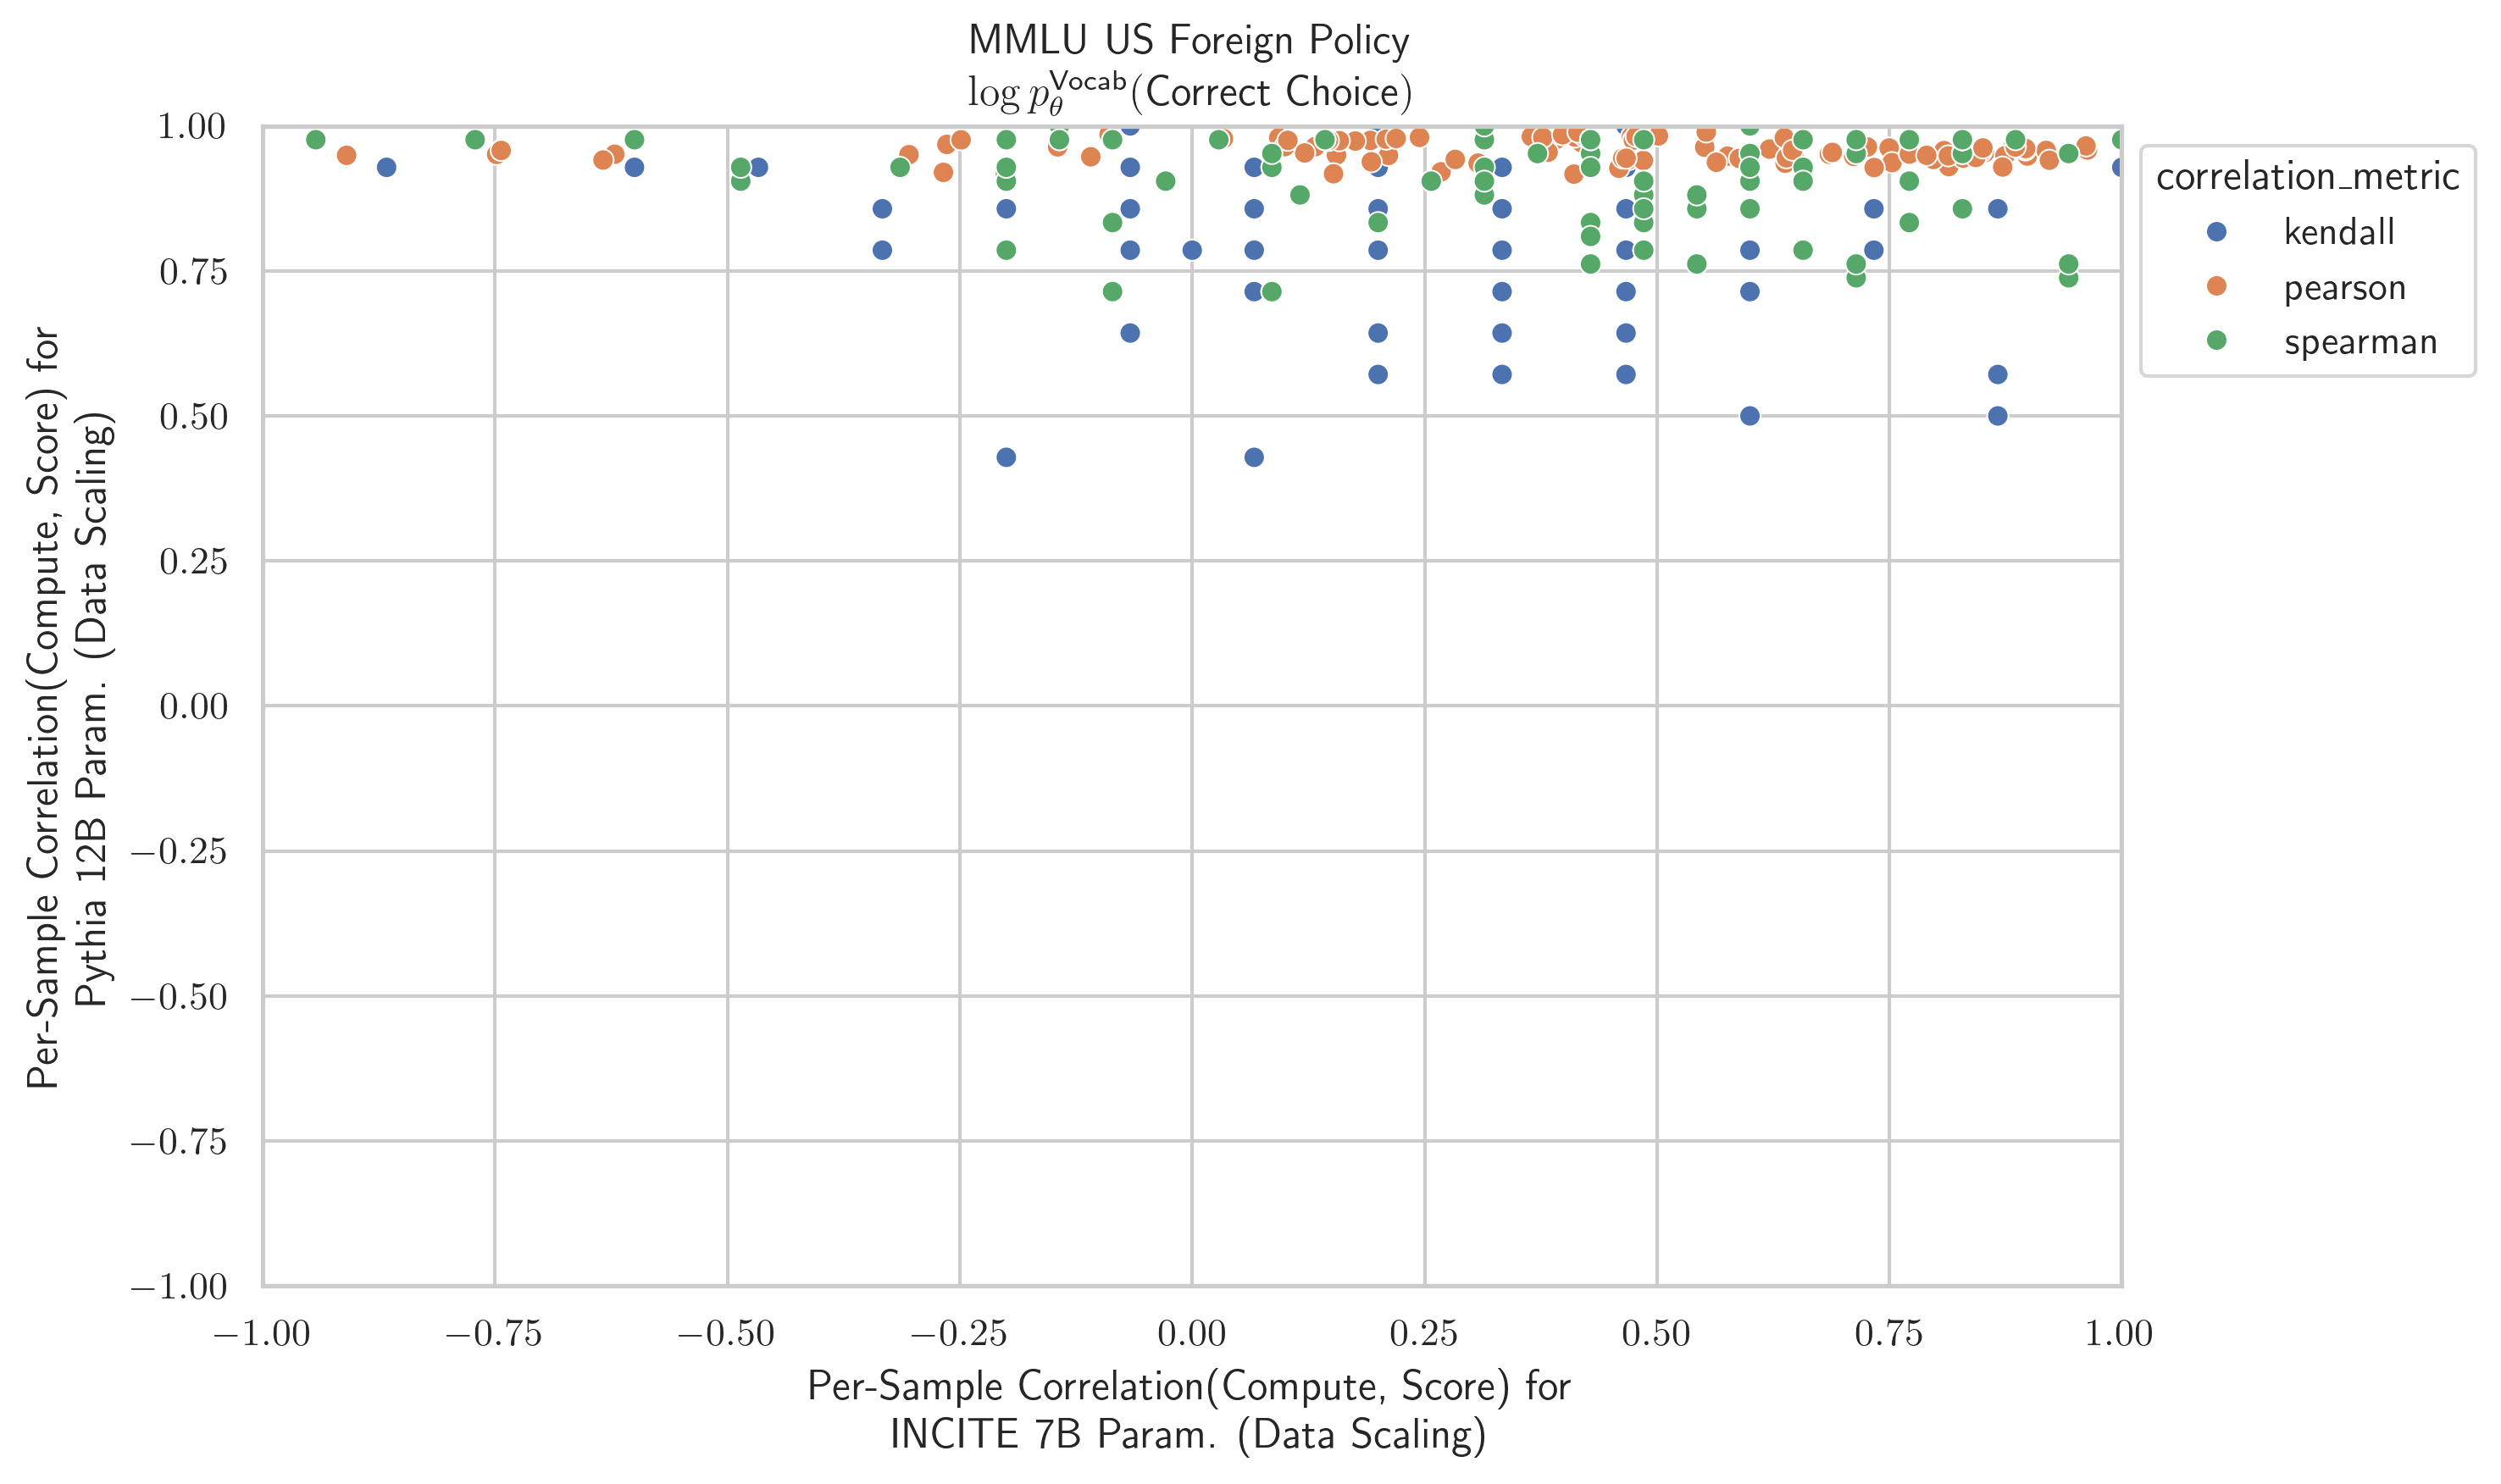 MMLU US Foreign Policy
log p_θ^Vocab(Correct Choice)
1.00
0.75
0.50
0.25
0.00
−0.25
−0.50
−0.75
−1.00
Per-Sample Correlation(Compute, Score) for
Pythia 12B Param. (Data Scaling)
correlation_metric
kendall
pearson
spearman
−1.00
−0.75
−0.50
−0.25
0.00
0.25
0.50
0.75
1.00
Per-Sample Correlation(Compute, Score) for
INCITE 7B Param. (Data Scaling)